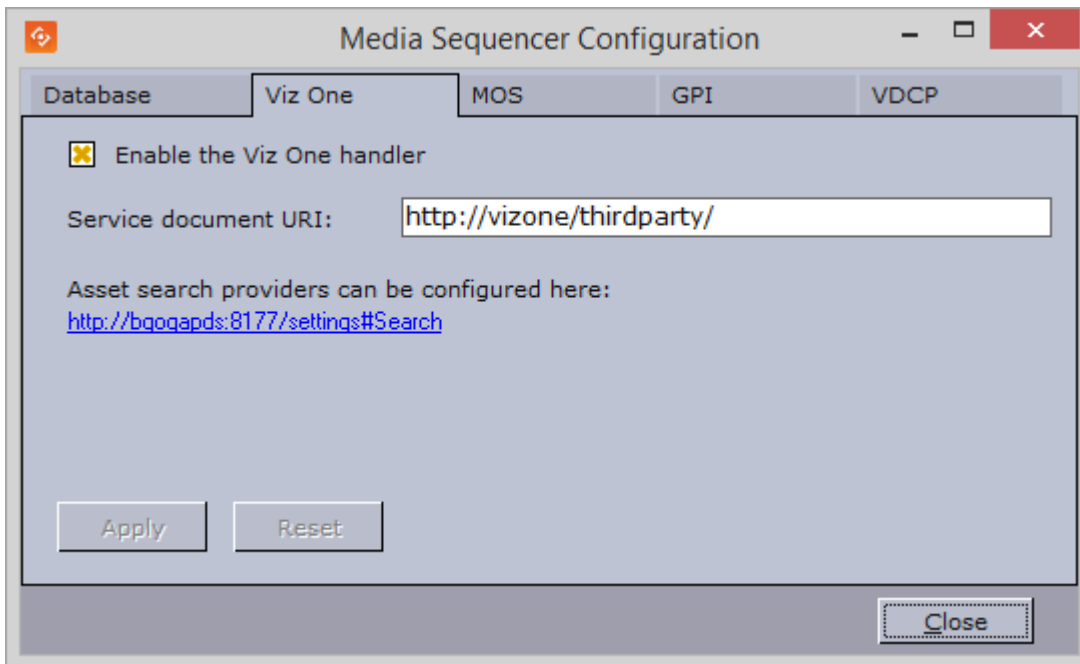 Media Sequencer Configuration
Database Viz One MOS GPI VDCP
Enable the Viz One handler
Service document URI: http://vizone/thirdparty/
Asset search providers can be configured here:
http://bgogapds:8177/settings#Search
Apply Reset
Close